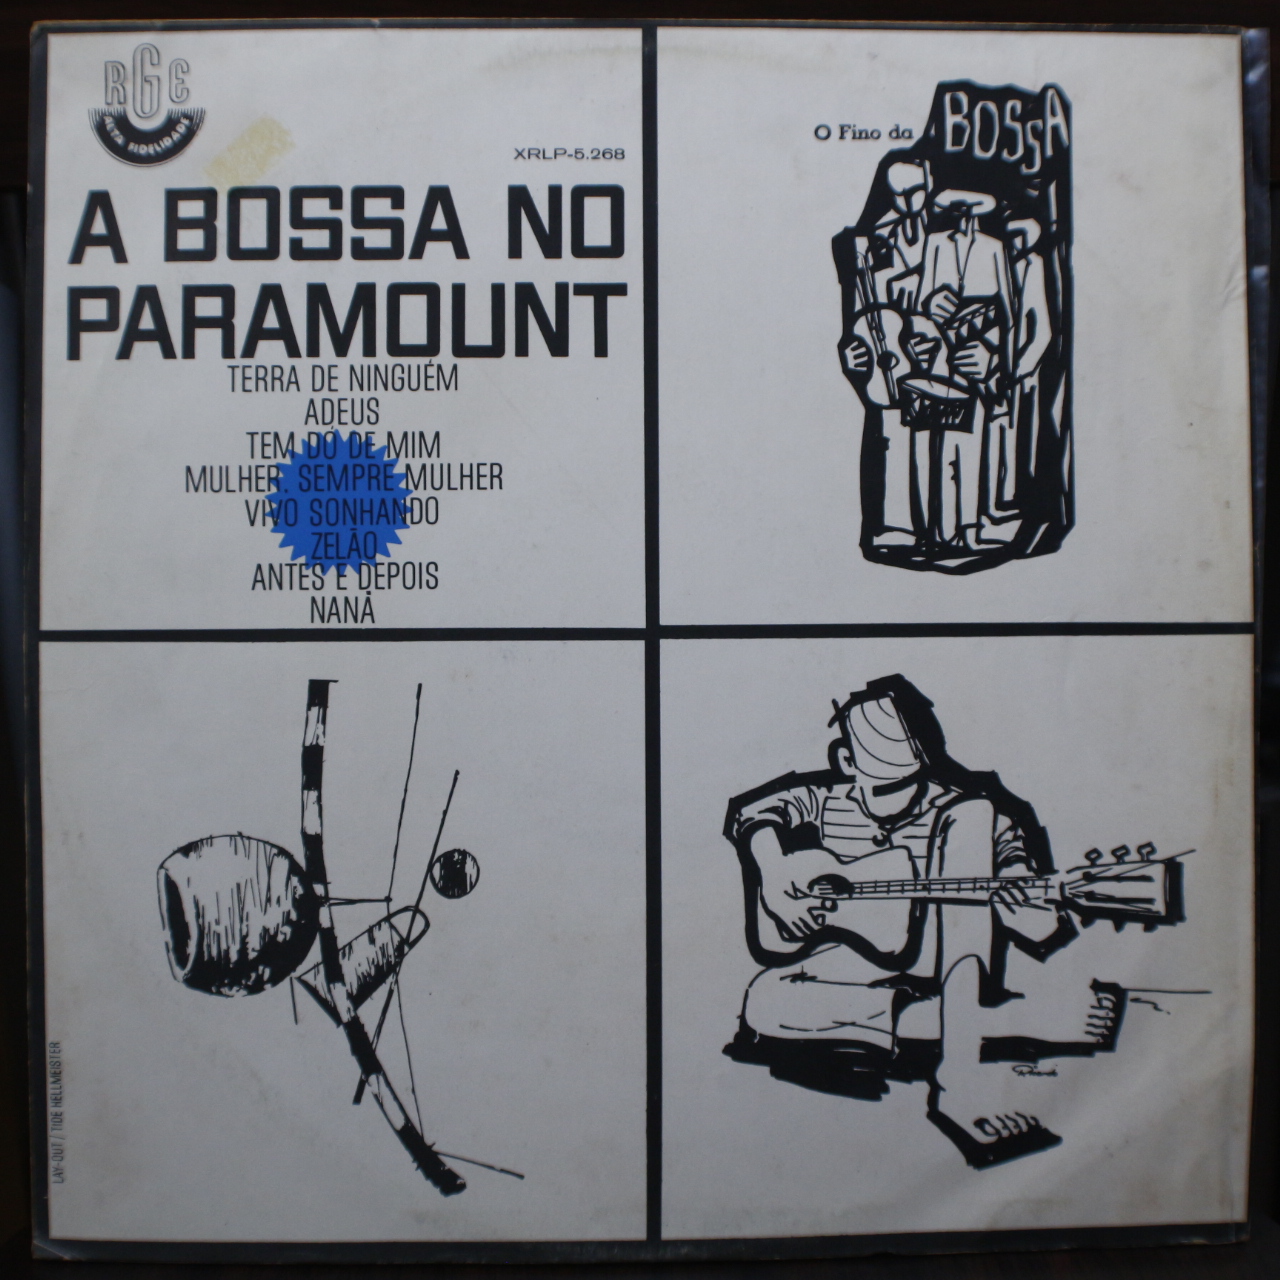 RGE
ALTA FIDELIDADE
XRLP-5.268
A BOSSA NO
PARAMOUNT
TERRA DE NINGUÉM
ADEUS
TEM DÓ DE MIM
MULHER, SEMPRE MULHER
VIVO SONHANDO
ZELÃO
ANTES E DEPOIS
NANÃ
O Fino da
BOSSA
LAY-OUT / TIDE HELLMEISTER